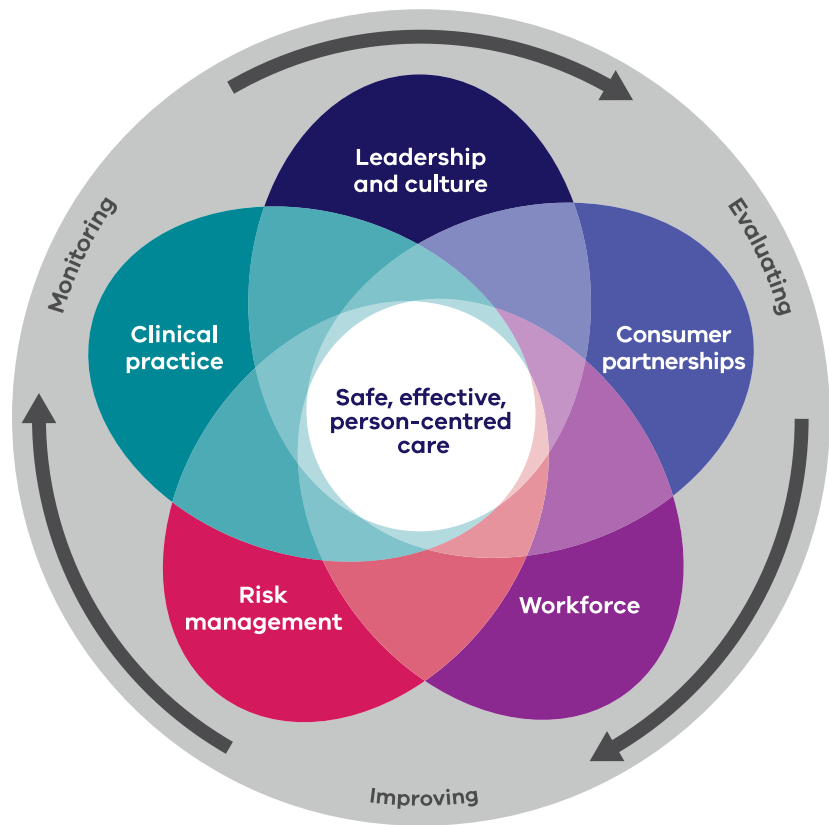 Leadership
and culture
Monitoring
Evaluating
Clinical
practice
Consumer
partnerships
Safe, effective,
person-centred
care
Risk
management
Workforce
Improving